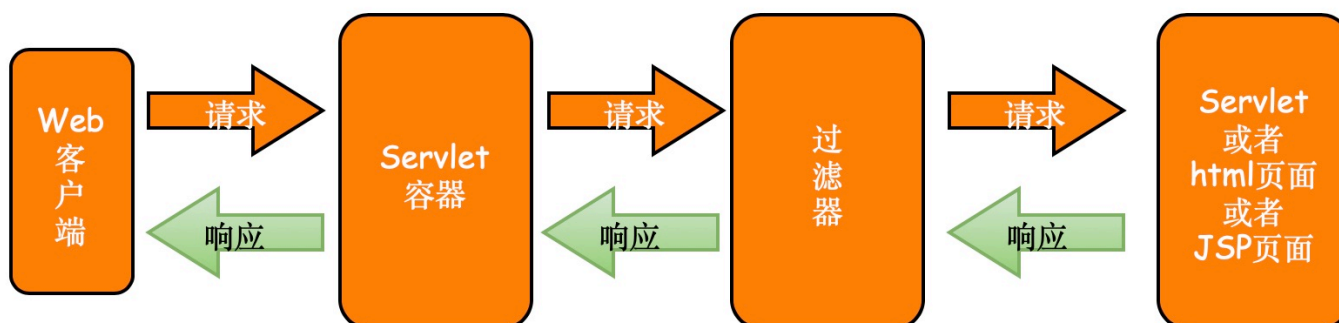 Web
客
户
端
请求
响应
Servlet
容器
请求
响应
过
滤
器
请求
响应
Servlet
或者
html页面
或者
JSP页面